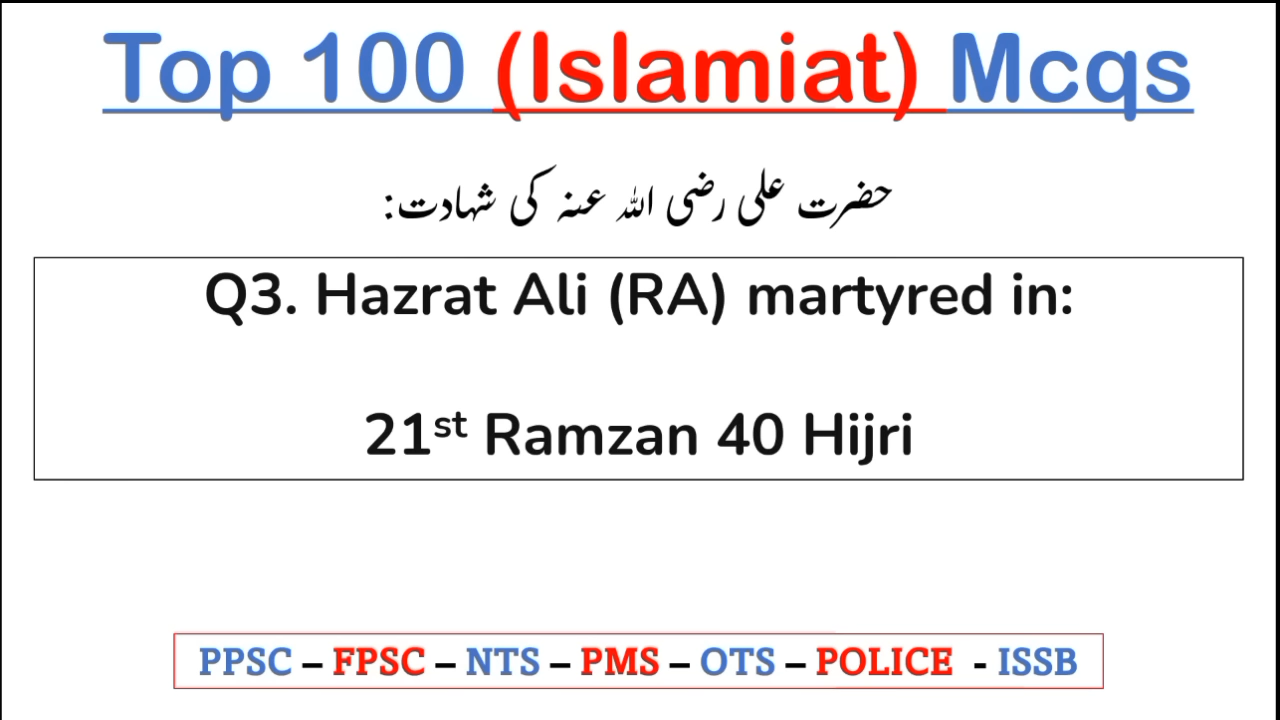 Top 100 (Islamiat) Mcqs
حضرت علی رضی اللہ عنہ کی شہادت:
Q3. Hazrat Ali (RA) martyred in:
21st Ramzan 40 Hijri
PPSC – FPSC – NTS – PMS – OTS – POLICE - ISSB